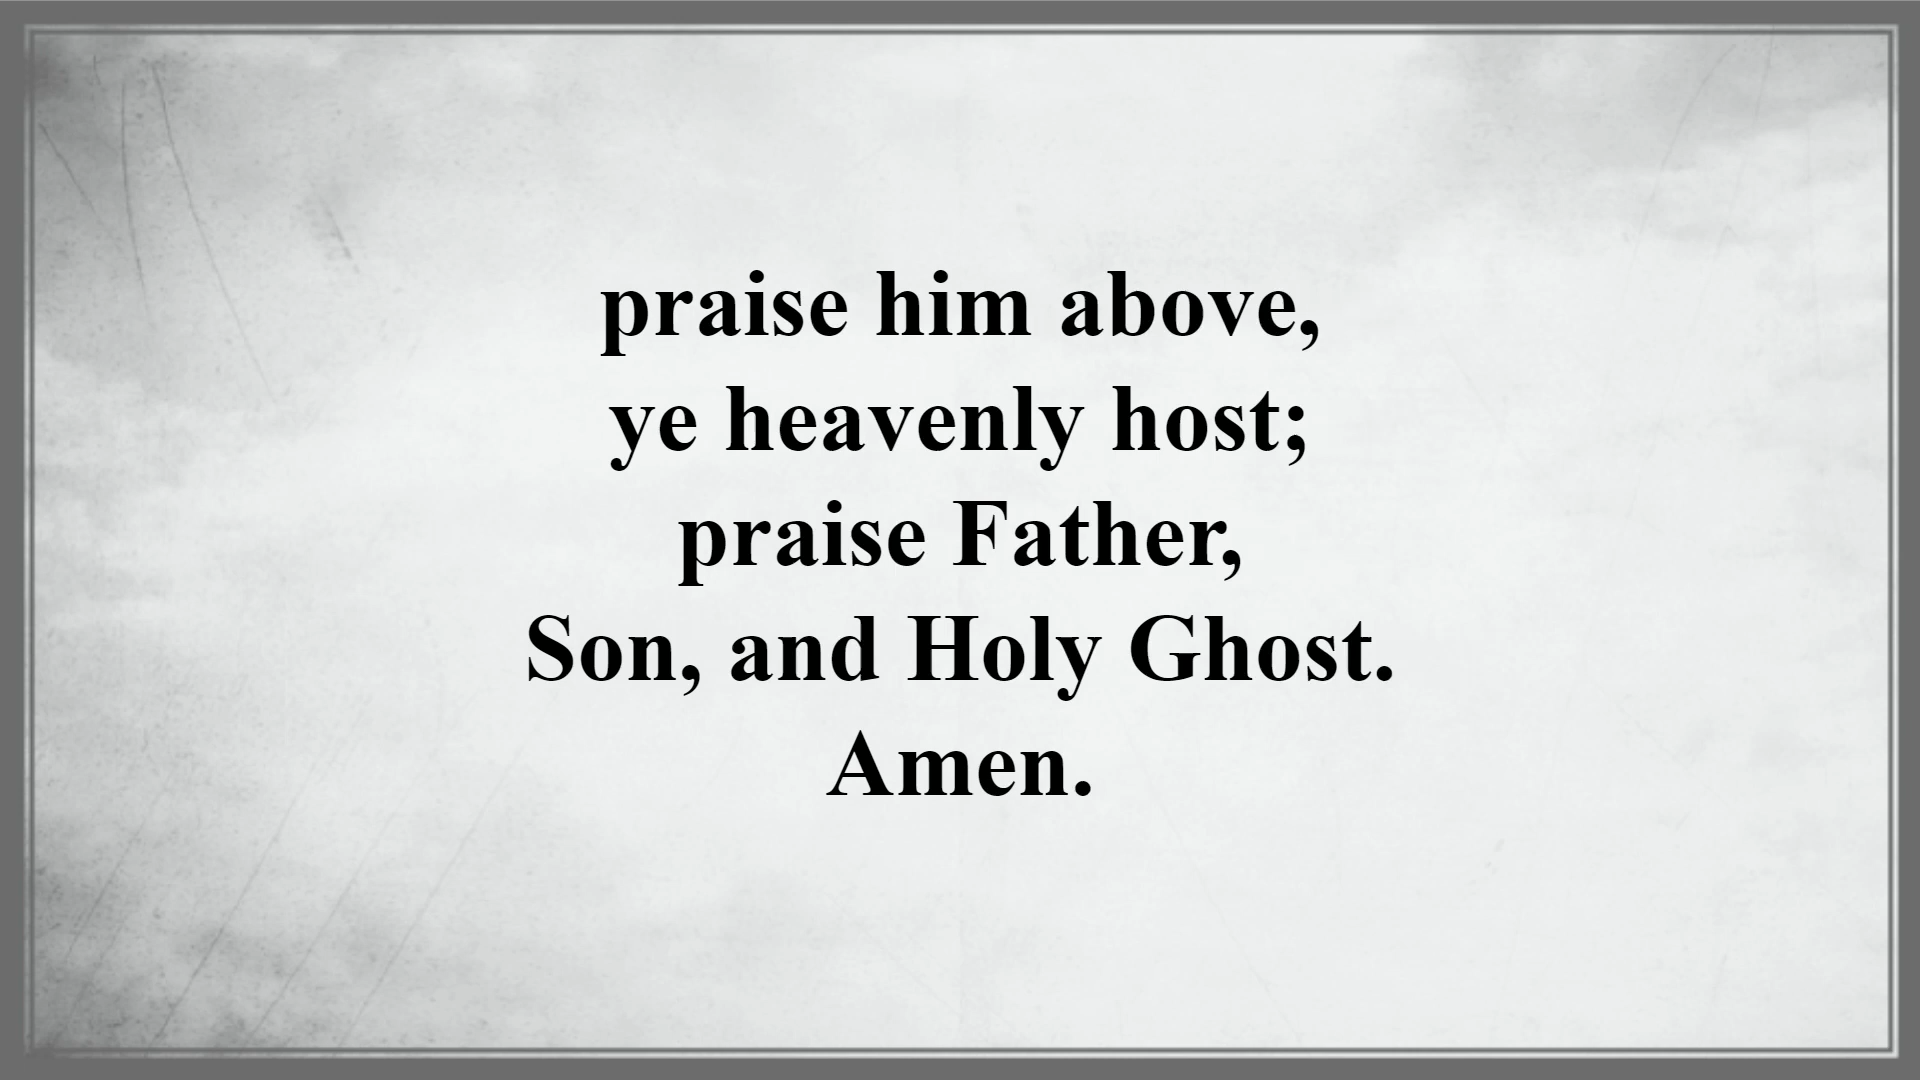 praise him above,
ye heavenly host;
praise Father,
Son, and Holy Ghost.
Amen.